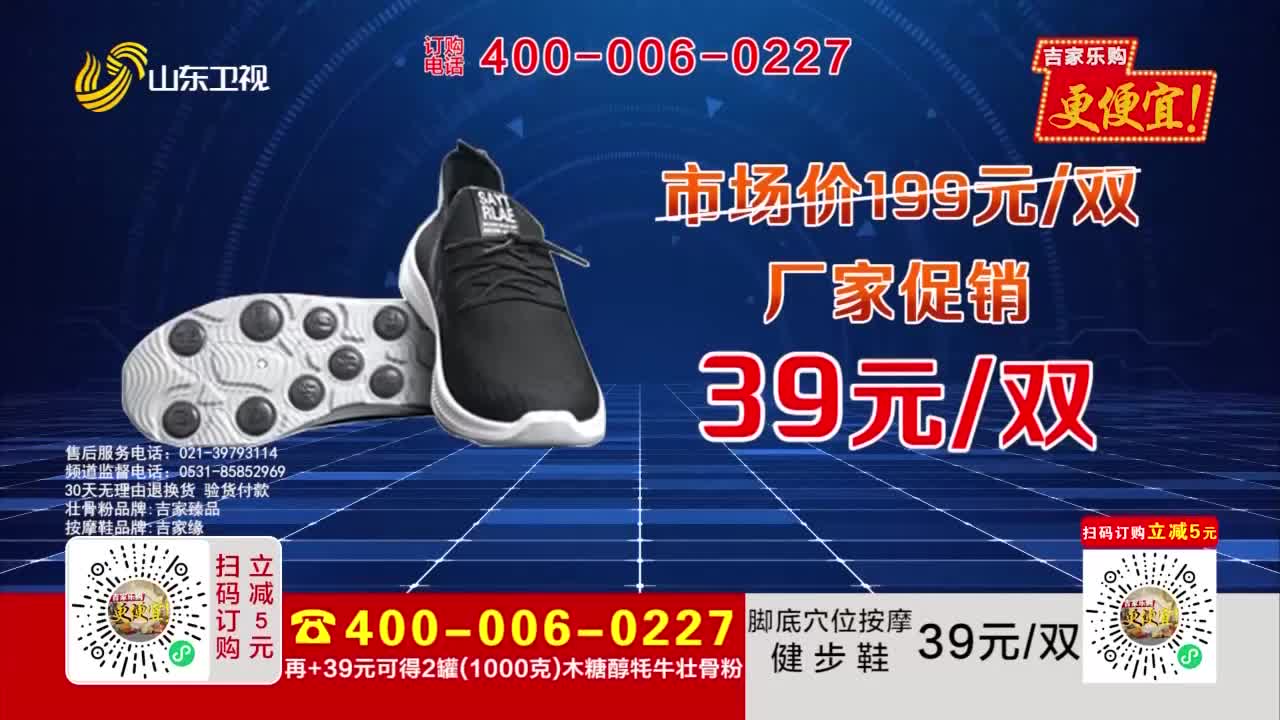 山东卫视
订购电话 400-006-0227
吉家乐购
更便宜!
市场价199元/双
厂家促销
39元/双
SAYT
RLAE
售后服务电话：021-39793114
频道监督电话：0531-85852969
30天无理由退换货 验货付款
壮骨粉品牌:吉家臻品
按摩鞋品牌:吉家缘
扫码订购
立减5元
更便宜!
☎400-006-0227
再+39元可得2罐(1000克)木糖醇牦牛壮骨粉
脚底穴位按摩
健步鞋
39元/双
扫码订购立减5元
更便宜!